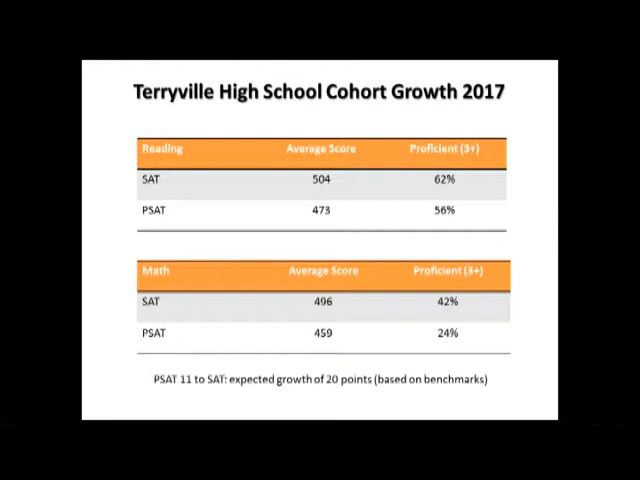 Terryville High School Cohort Growth 2017
Reading Average Score Proficient (3+)
SAT 504 62%
PSAT 473 56%
Math Average Score Proficient (3+)
SAT 496 42%
PSAT 459 24%
PSAT 11 to SAT: expected growth of 20 points (based on benchmarks)